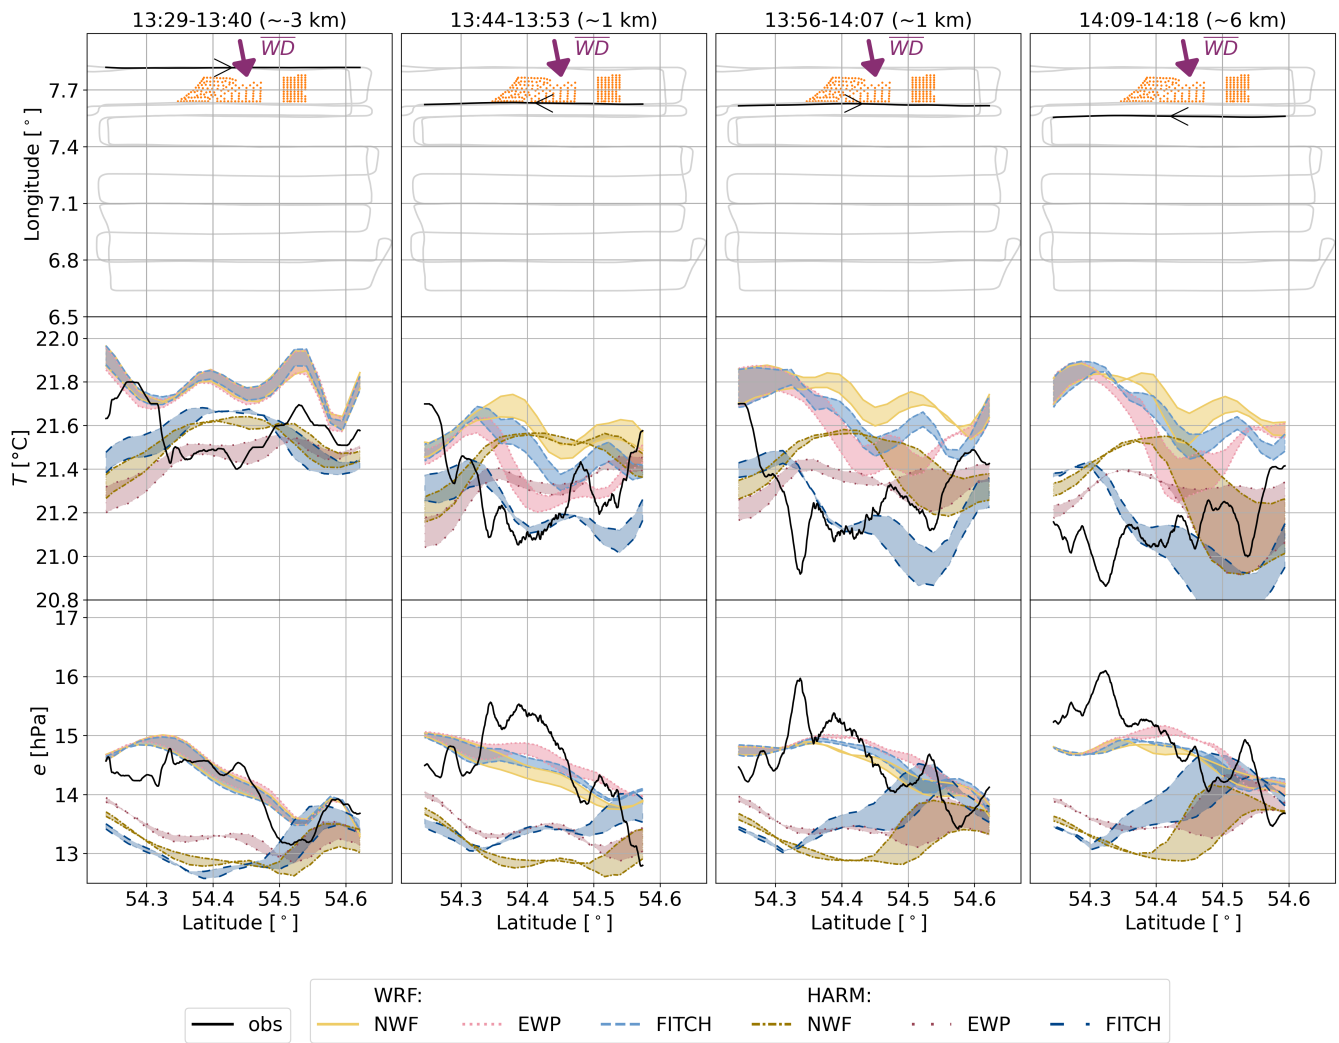 13:29-13:40 (~-3 km) 13:44-13:53 (~1 km) 13:56-14:07 (~1 km) 14:09-14:18 (~6 km)
WD WD WD WD
Longitude [°]
7.7
7.4
7.1
6.8
6.5
T [°C]
22.0
21.8
21.6
21.4
21.2
21.0
20.8
e [hPa]
17
16
15
14
13
54.3 54.4 54.5 54.6 54.3 54.4 54.5 54.6 54.3 54.4 54.5 54.6 54.3 54.4 54.5 54.6
Latitude [°] Latitude [°] Latitude [°] Latitude [°]
WRF: HARM:
obs NWF EWP FITCH NWF EWP FITCH